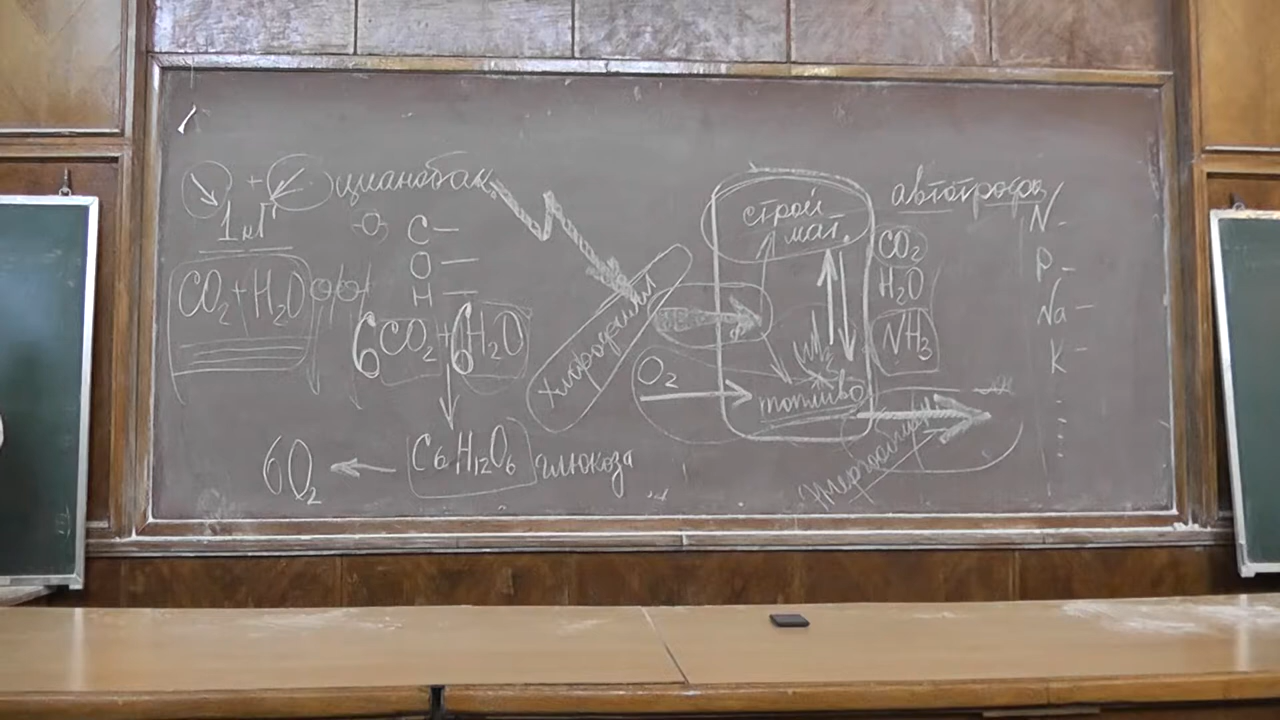 + цианобак
1 кг
CO₂ + H₂O
-O-
C —
O —
H —
6CO₂ + 6H₂O
6O₂ ← C₆H₁₂O₆ глюкоза
хлорофилл
O₂
строй
мат.
топливо
автотрофы
CO₂
H₂O
NH₃
N -
P -
Na -
K -